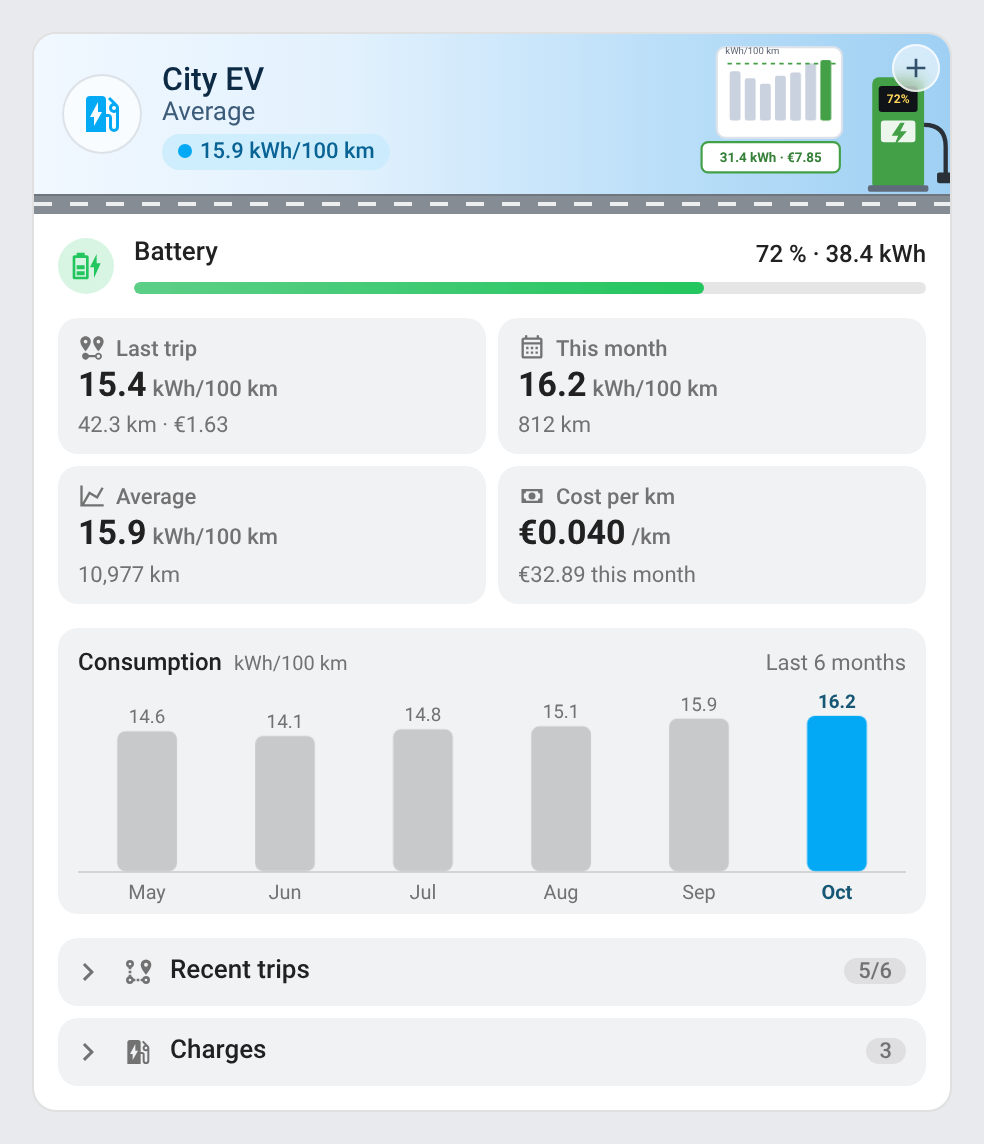 City EV
Average
15.9 kWh/100 km
kWh/100 km
31.4 kWh · €7.85
72%
Battery
72 % · 38.4 kWh
Last trip
15.4 kWh/100 km
42.3 km · €1.63
This month
16.2 kWh/100 km
812 km
Average
15.9 kWh/100 km
10,977 km
Cost per km
€0.040 /km
€32.89 this month
Consumption kWh/100 km
Last 6 months
14.6 14.1 14.8 15.1 15.9 16.2
May Jun Jul Aug Sep Oct
Recent trips
5/6
Charges
3